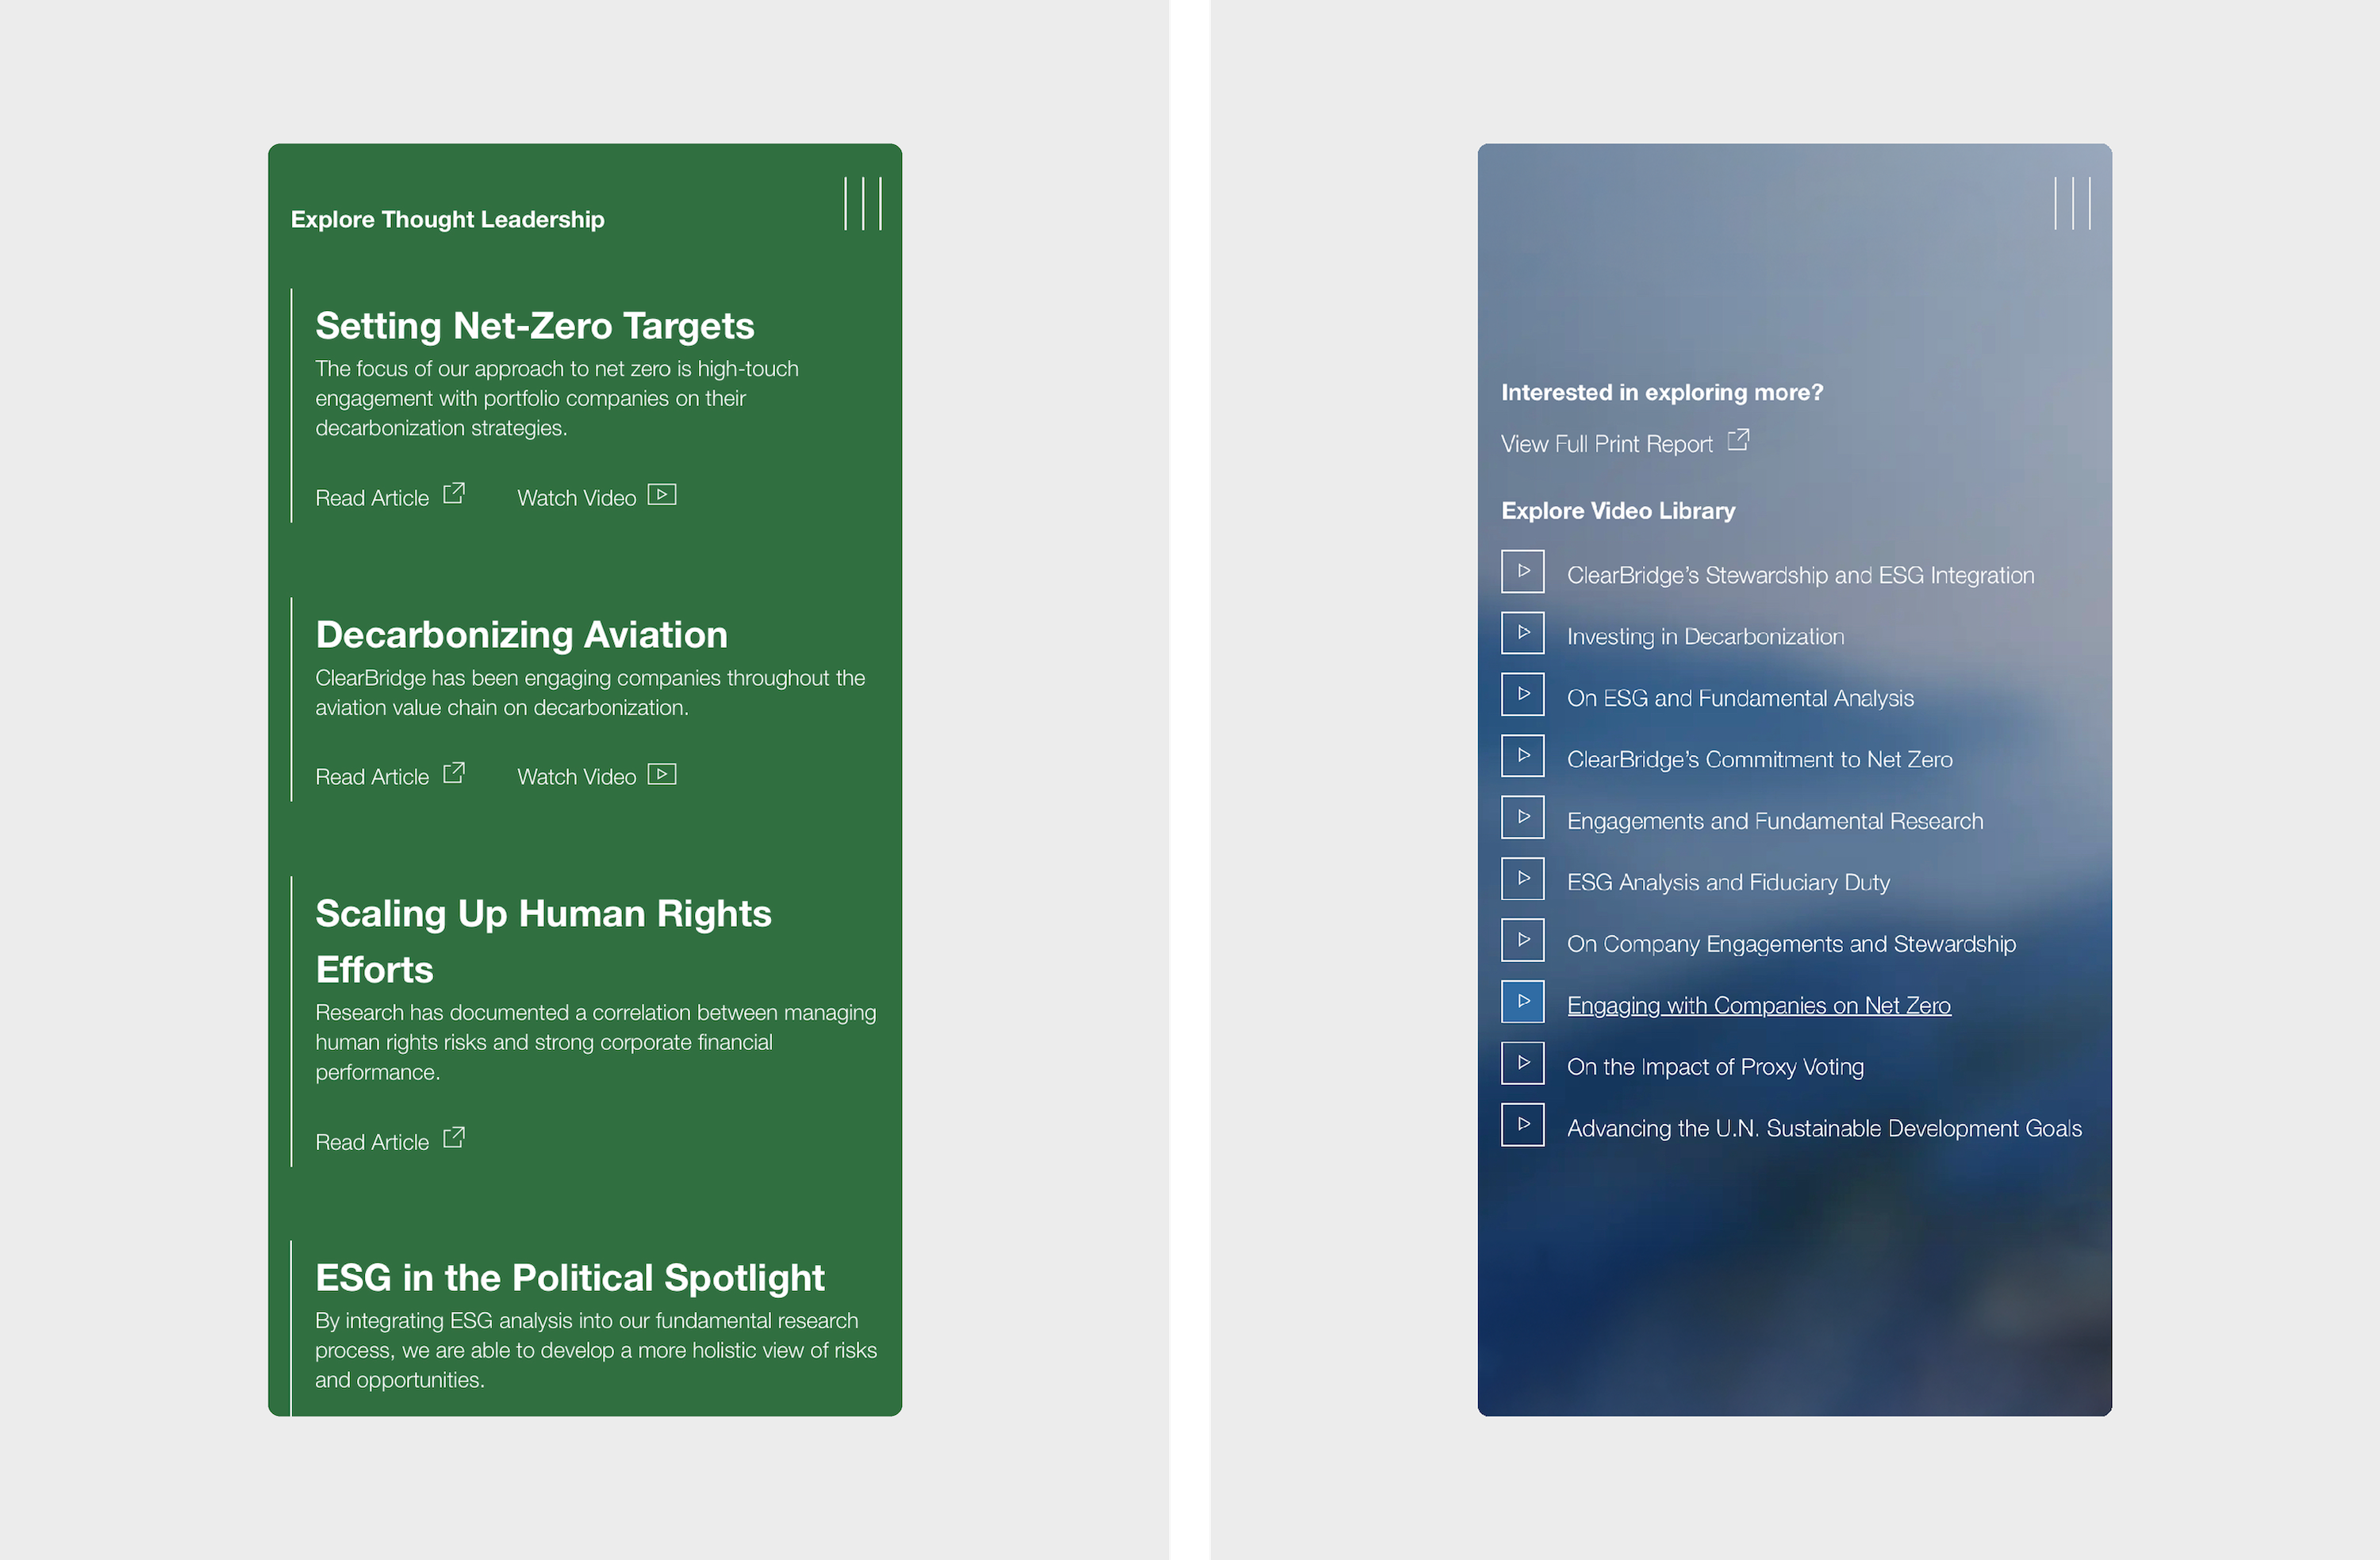 Explore Thought Leadership
Setting Net-Zero Targets
The focus of our approach to net zero is high-touch
engagement with portfolio companies on their
decarbonization strategies.
Read Article Watch Video
Decarbonizing Aviation
ClearBridge has been engaging companies throughout the
aviation value chain on decarbonization.
Read Article Watch Video
Scaling Up Human Rights
Efforts
Research has documented a correlation between managing
human rights risks and strong corporate financial
performance.
Read Article
ESG in the Political Spotlight
By integrating ESG analysis into our fundamental research
process, we are able to develop a more holistic view of risks
and opportunities.
Interested in exploring more?
View Full Print Report
Explore Video Library
ClearBridge’s Stewardship and ESG Integration
Investing in Decarbonization
On ESG and Fundamental Analysis
ClearBridge’s Commitment to Net Zero
Engagements and Fundamental Research
ESG Analysis and Fiduciary Duty
On Company Engagements and Stewardship
Engaging with Companies on Net Zero
On the Impact of Proxy Voting
Advancing the U.N. Sustainable Development Goals